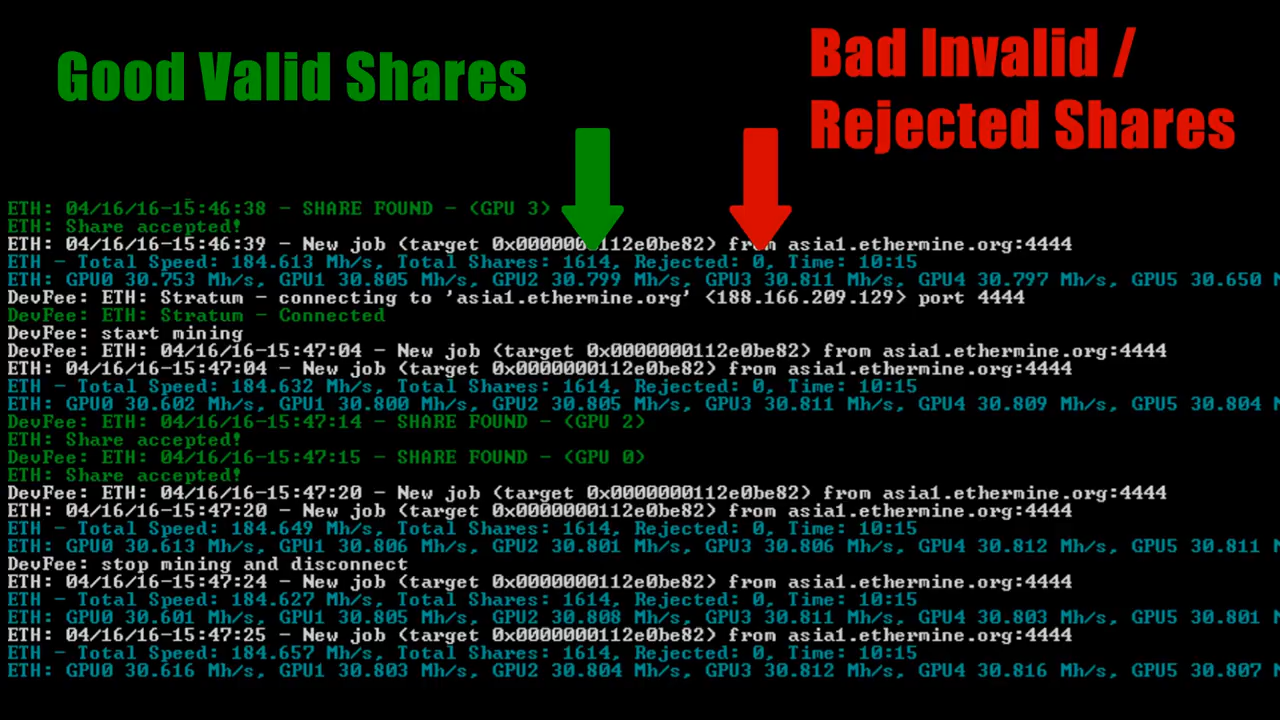 Good Valid Shares
Bad Invalid /
Rejected Shares
ETH: 04/16/16-15:46:38 - SHARE FOUND - (GPU 3)
ETH: Share accepted!
ETH: 04/16/16-15:46:39 - New job (target 0x0000000112e0be82) from asia1.ethermine.org:4444
ETH - Total Speed: 184.613 Mh/s, Total Shares: 1614, Rejected: 0, Time: 10:15
ETH: GPU0 30.753 Mh/s, GPU1 30.805 Mh/s, GPU2 30.799 Mh/s, GPU3 30.811 Mh/s, GPU4 30.797 Mh/s, GPU5 30.650 M
DevFee: ETH: Stratum - connecting to 'asia1.ethermine.org' <188.166.209.129> port 4444
DevFee: ETH: Stratum - Connected
DevFee: start mining
DevFee: ETH: 04/16/16-15:47:04 - New job (target 0x0000000112e0be82) from asia1.ethermine.org:4444
ETH: 04/16/16-15:47:04 - New job (target 0x0000000112e0be82) from asia1.ethermine.org:4444
ETH - Total Speed: 184.632 Mh/s, Total Shares: 1614, Rejected: 0, Time: 10:15
ETH: GPU0 30.602 Mh/s, GPU1 30.800 Mh/s, GPU2 30.805 Mh/s, GPU3 30.811 Mh/s, GPU4 30.809 Mh/s, GPU5 30.804 M
DevFee: ETH: 04/16/16-15:47:14 - SHARE FOUND - (GPU 2)
ETH: Share accepted!
DevFee: ETH: 04/16/16-15:47:15 - SHARE FOUND - (GPU 0)
ETH: Share accepted!
DevFee: ETH: 04/16/16-15:47:20 - New job (target 0x0000000112e0be82) from asia1.ethermine.org:4444
ETH: 04/16/16-15:47:20 - New job (target 0x0000000112e0be82) from asia1.ethermine.org:4444
ETH - Total Speed: 184.649 Mh/s, Total Shares: 1614, Rejected: 0, Time: 10:15
ETH: GPU0 30.613 Mh/s, GPU1 30.806 Mh/s, GPU2 30.801 Mh/s, GPU3 30.806 Mh/s, GPU4 30.812 Mh/s, GPU5 30.811 M
DevFee: stop mining and disconnect
ETH: 04/16/16-15:47:24 - New job (target 0x0000000112e0be82) from asia1.ethermine.org:4444
ETH - Total Speed: 184.627 Mh/s, Total Shares: 1614, Rejected: 0, Time: 10:15
ETH: GPU0 30.601 Mh/s, GPU1 30.805 Mh/s, GPU2 30.808 Mh/s, GPU3 30.811 Mh/s, GPU4 30.803 Mh/s, GPU5 30.801 M
ETH: 04/16/16-15:47:25 - New job (target 0x0000000112e0be82) from asia1.ethermine.org:4444
ETH - Total Speed: 184.657 Mh/s, Total Shares: 1614, Rejected: 0, Time: 10:15
ETH: GPU0 30.616 Mh/s, GPU1 30.803 Mh/s, GPU2 30.804 Mh/s, GPU3 30.812 Mh/s, GPU4 30.816 Mh/s, GPU5 30.807 M